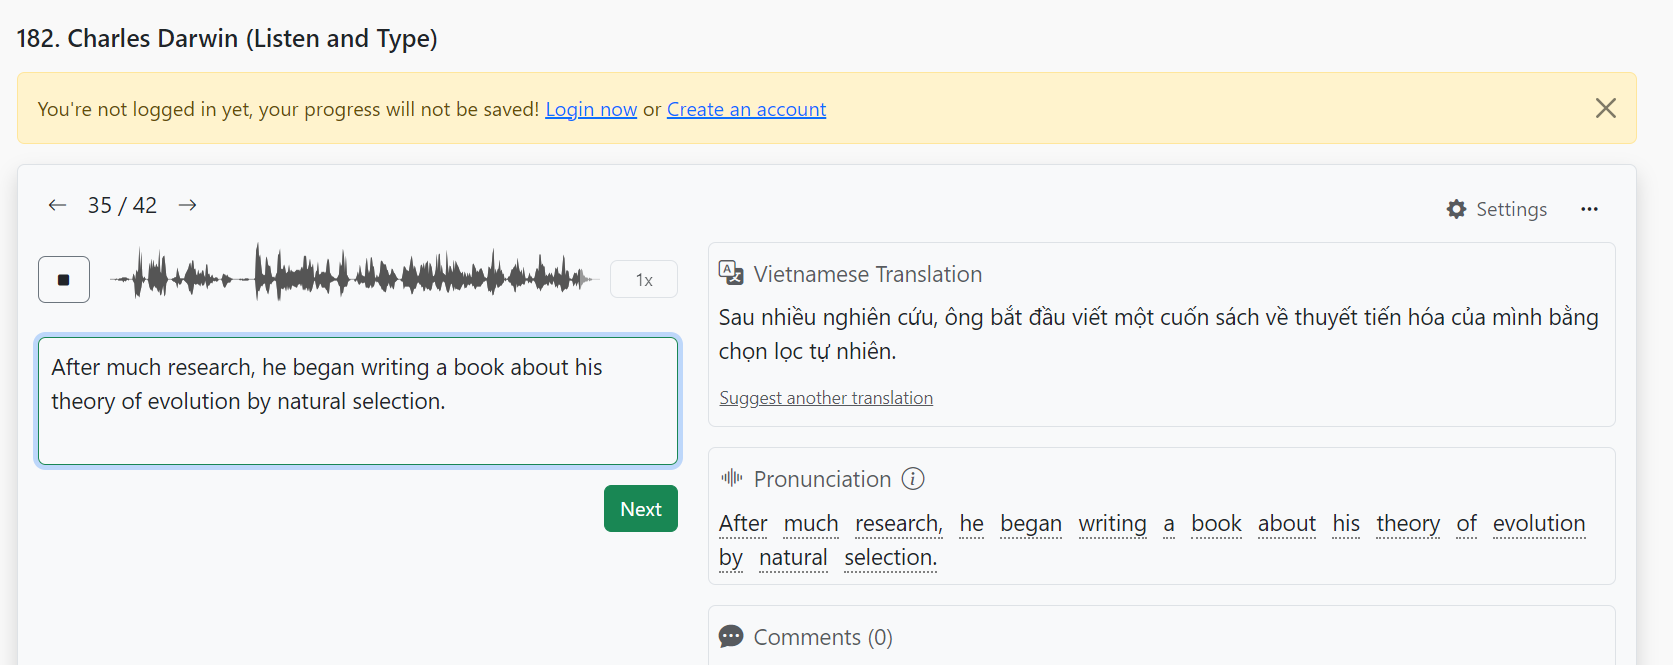 182. Charles Darwin (Listen and Type)
You're not logged in yet, your progress will not be saved! Login now or Create an account
35 / 42
Settings
1x
After much research, he began writing a book about his
theory of evolution by natural selection.
Next
Vietnamese Translation
Sau nhiều nghiên cứu, ông bắt đầu viết một cuốn sách về thuyết tiến hóa của mình bằng
chọn lọc tự nhiên.
Suggest another translation
Pronunciation
After much research, he began writing a book about his theory of evolution
by natural selection.
Comments (0)